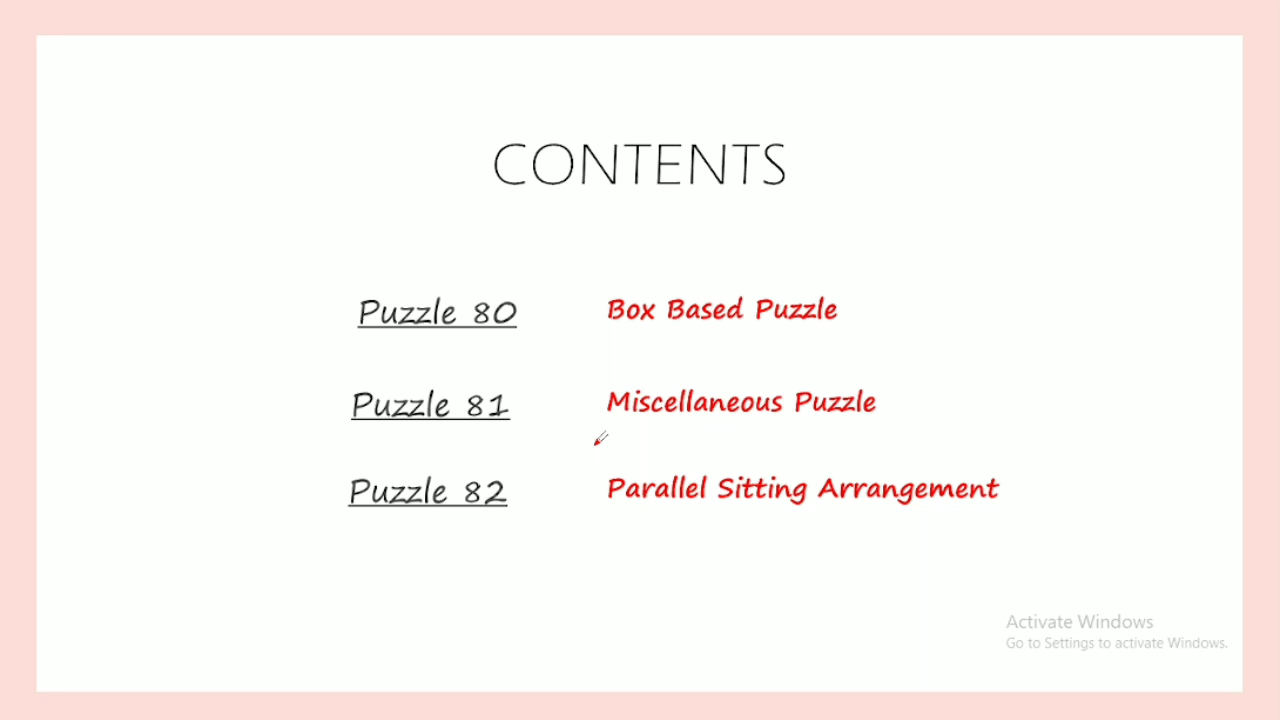 CONTENTS
Puzzle 80 Box Based Puzzle
Puzzle 81 Miscellaneous Puzzle
Puzzle 82 Parallel Sitting Arrangement
Activate Windows
Go to Settings to activate Windows.